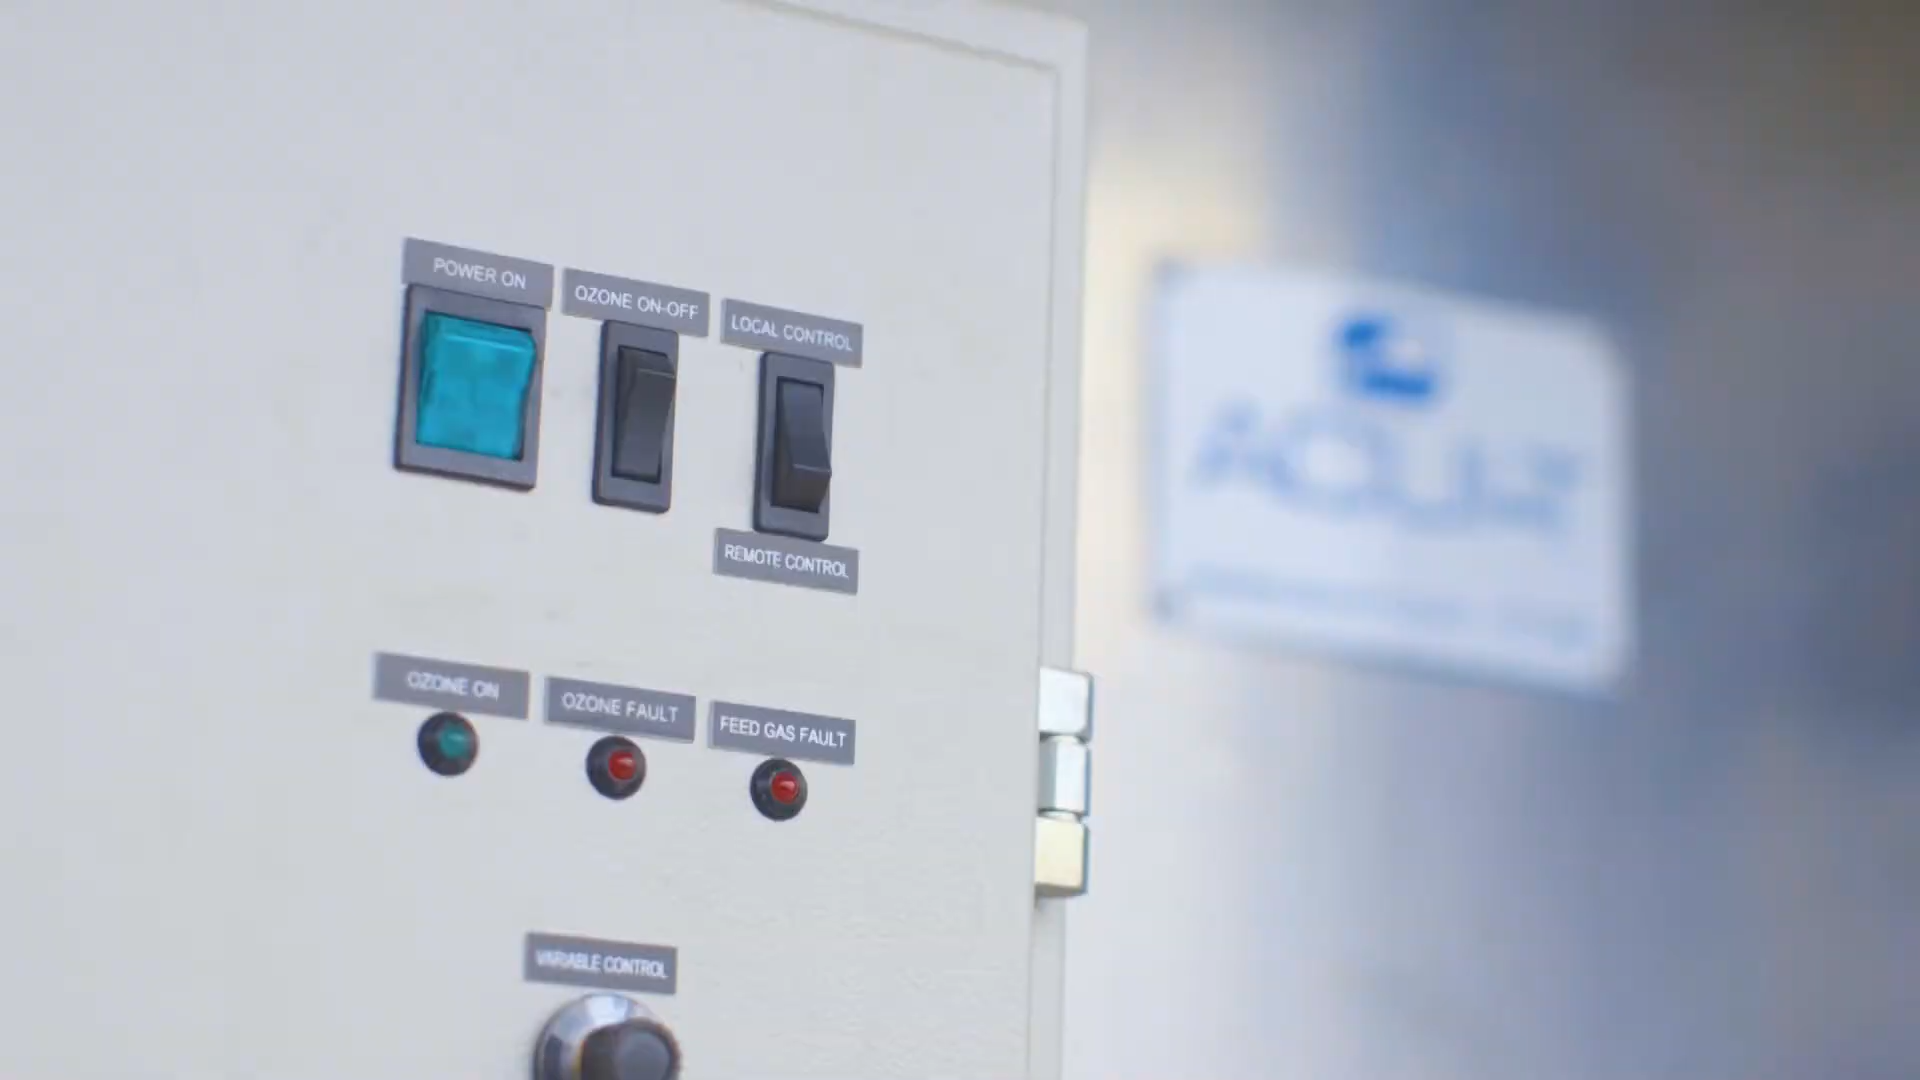 POWER ON
OZONE ON-OFF
LOCAL CONTROL
REMOTE CONTROL
OZONE ON
OZONE FAULT
FEED GAS FAULT
VARIABLE CONTROL